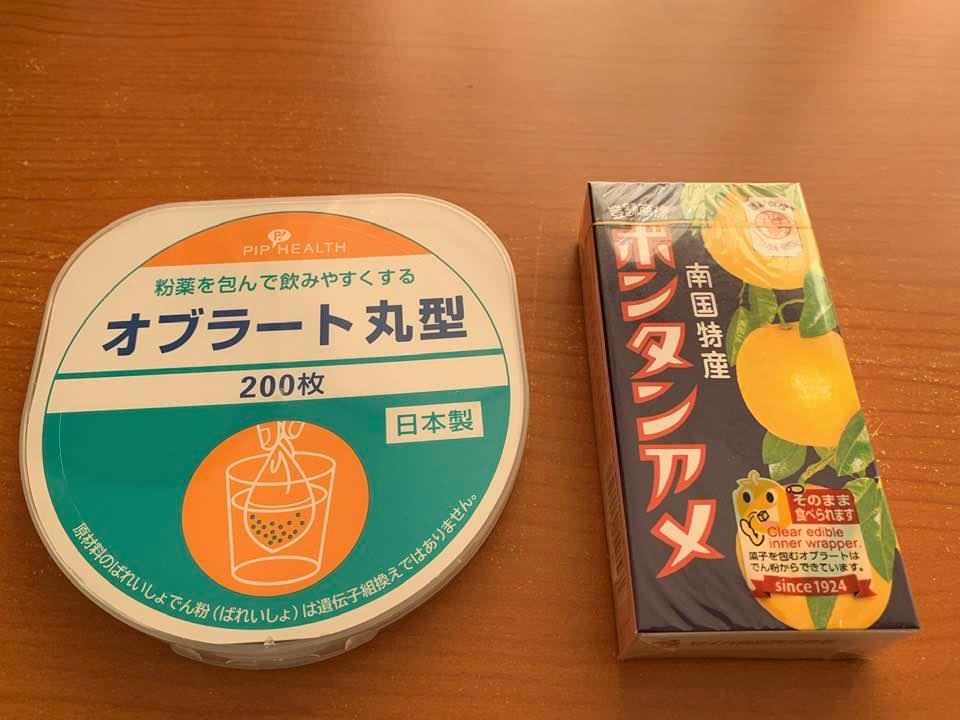 PIP HEALTH
粉薬を包んで飲みやすくする
オブラート丸型
200枚
日本製
原材料のばれいしょでん粉(ばれいしょ)は遺伝子組換えではありません。
登録商標
ボンタンアメ
南国特産
そのまま
食べられます
Clear edible
inner wrapper.
菓子を包むオブラートは
でん粉からできています。
since1924